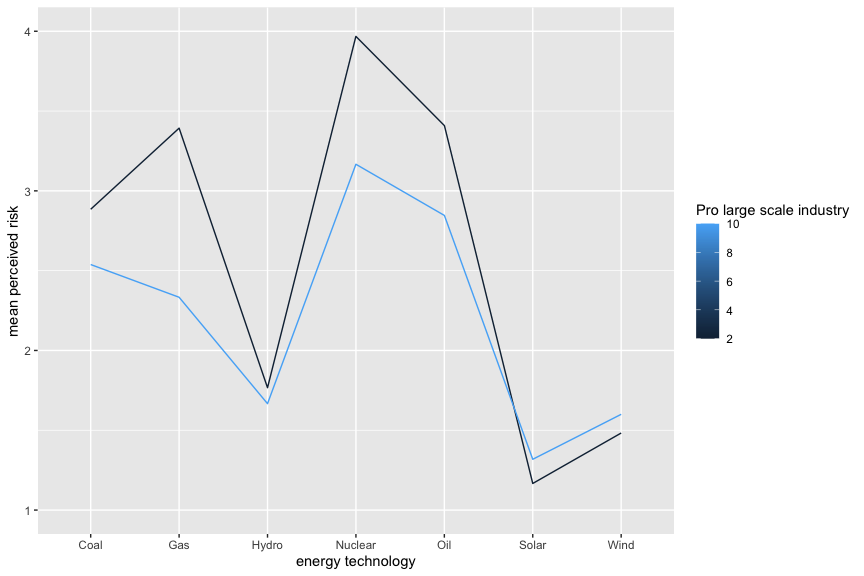 4
3
2
1
mean perceived risk
Coal Gas Hydro Nuclear Oil Solar Wind
energy technology
Pro large scale industry
10
8
6
4
2